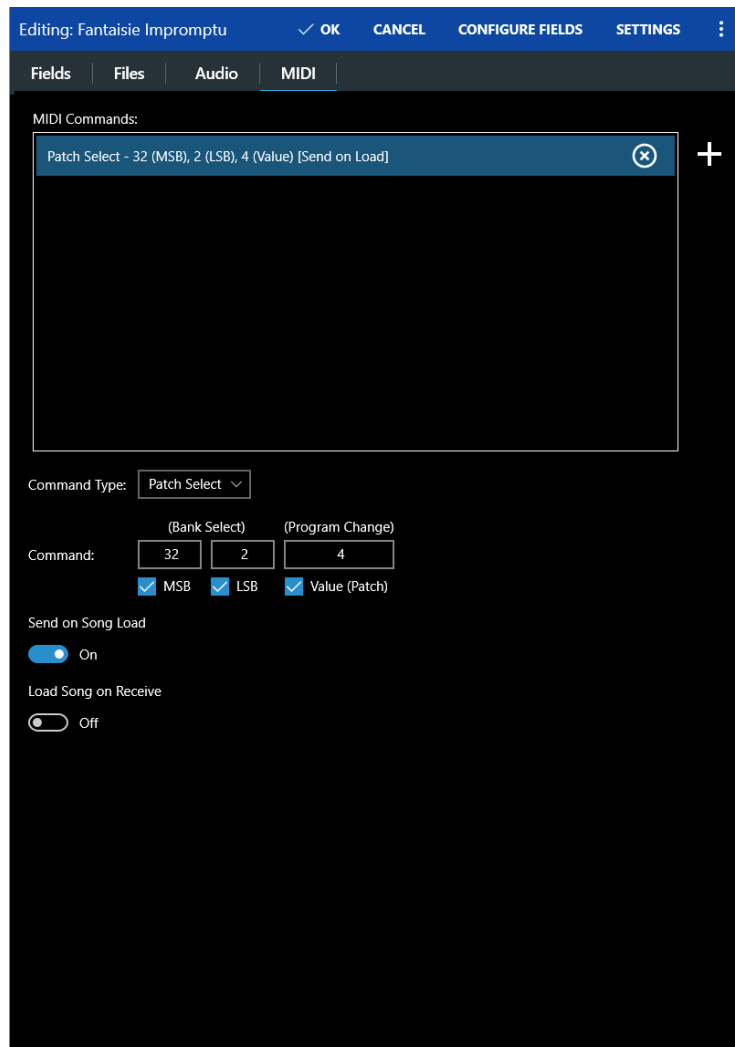 Editing: Fantaisie Impromptu OK CANCEL CONFIGURE FIELDS SETTINGS
Fields Files Audio MIDI
MIDI Commands:
Patch Select - 32 (MSB), 2 (LSB), 4 (Value) [Send on Load]
Command Type: Patch Select
(Bank Select) (Program Change)
Command: 32 2 4
MSB LSB Value (Patch)
Send on Song Load
On
Load Song on Receive
Off